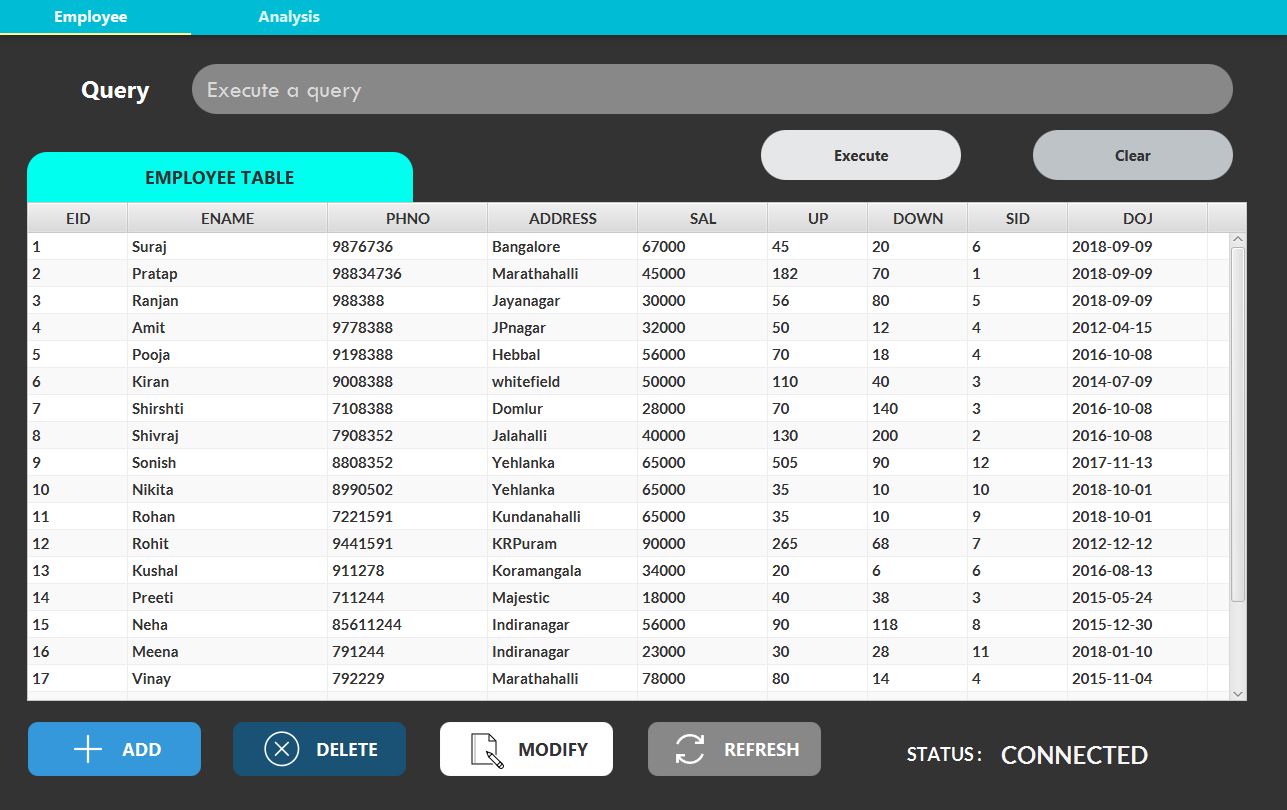 Employee Analysis
Query Execute a query
Execute Clear
EMPLOYEE TABLE
EID ENAME PHNO ADDRESS SAL UP DOWN SID DOJ
1 Suraj 9876736 Bangalore 67000 45 20 6 2018-09-09
2 Pratap 98834736 Marathahalli 45000 182 70 1 2018-09-09
3 Ranjan 988388 Jayanagar 30000 56 80 5 2018-09-09
4 Amit 9778388 JPnagar 32000 50 12 4 2012-04-15
5 Pooja 9198388 Hebbal 56000 70 18 4 2016-10-08
6 Kiran 9008388 whitefield 50000 110 40 3 2014-07-09
7 Shirshti 7108388 Domlur 28000 70 140 3 2016-10-08
8 Shivraj 7908352 Jalahalli 40000 130 200 2 2016-10-08
9 Sonish 8808352 Yehlanka 65000 505 90 12 2017-11-13
10 Nikita 8990502 Yehlanka 65000 35 10 10 2018-10-01
11 Rohan 7221591 Kundanahalli 65000 35 10 9 2018-10-01
12 Rohit 9441591 KRPuram 90000 265 68 7 2012-12-12
13 Kushal 911278 Koramangala 34000 20 6 6 2016-08-13
14 Preeti 711244 Majestic 18000 40 38 3 2015-05-24
15 Neha 85611244 Indiranagar 56000 90 118 8 2015-12-30
16 Meena 791244 Indiranagar 23000 30 28 11 2018-01-10
17 Vinay 792229 Marathahalli 78000 80 14 4 2015-11-04
ADD DELETE MODIFY REFRESH STATUS : CONNECTED